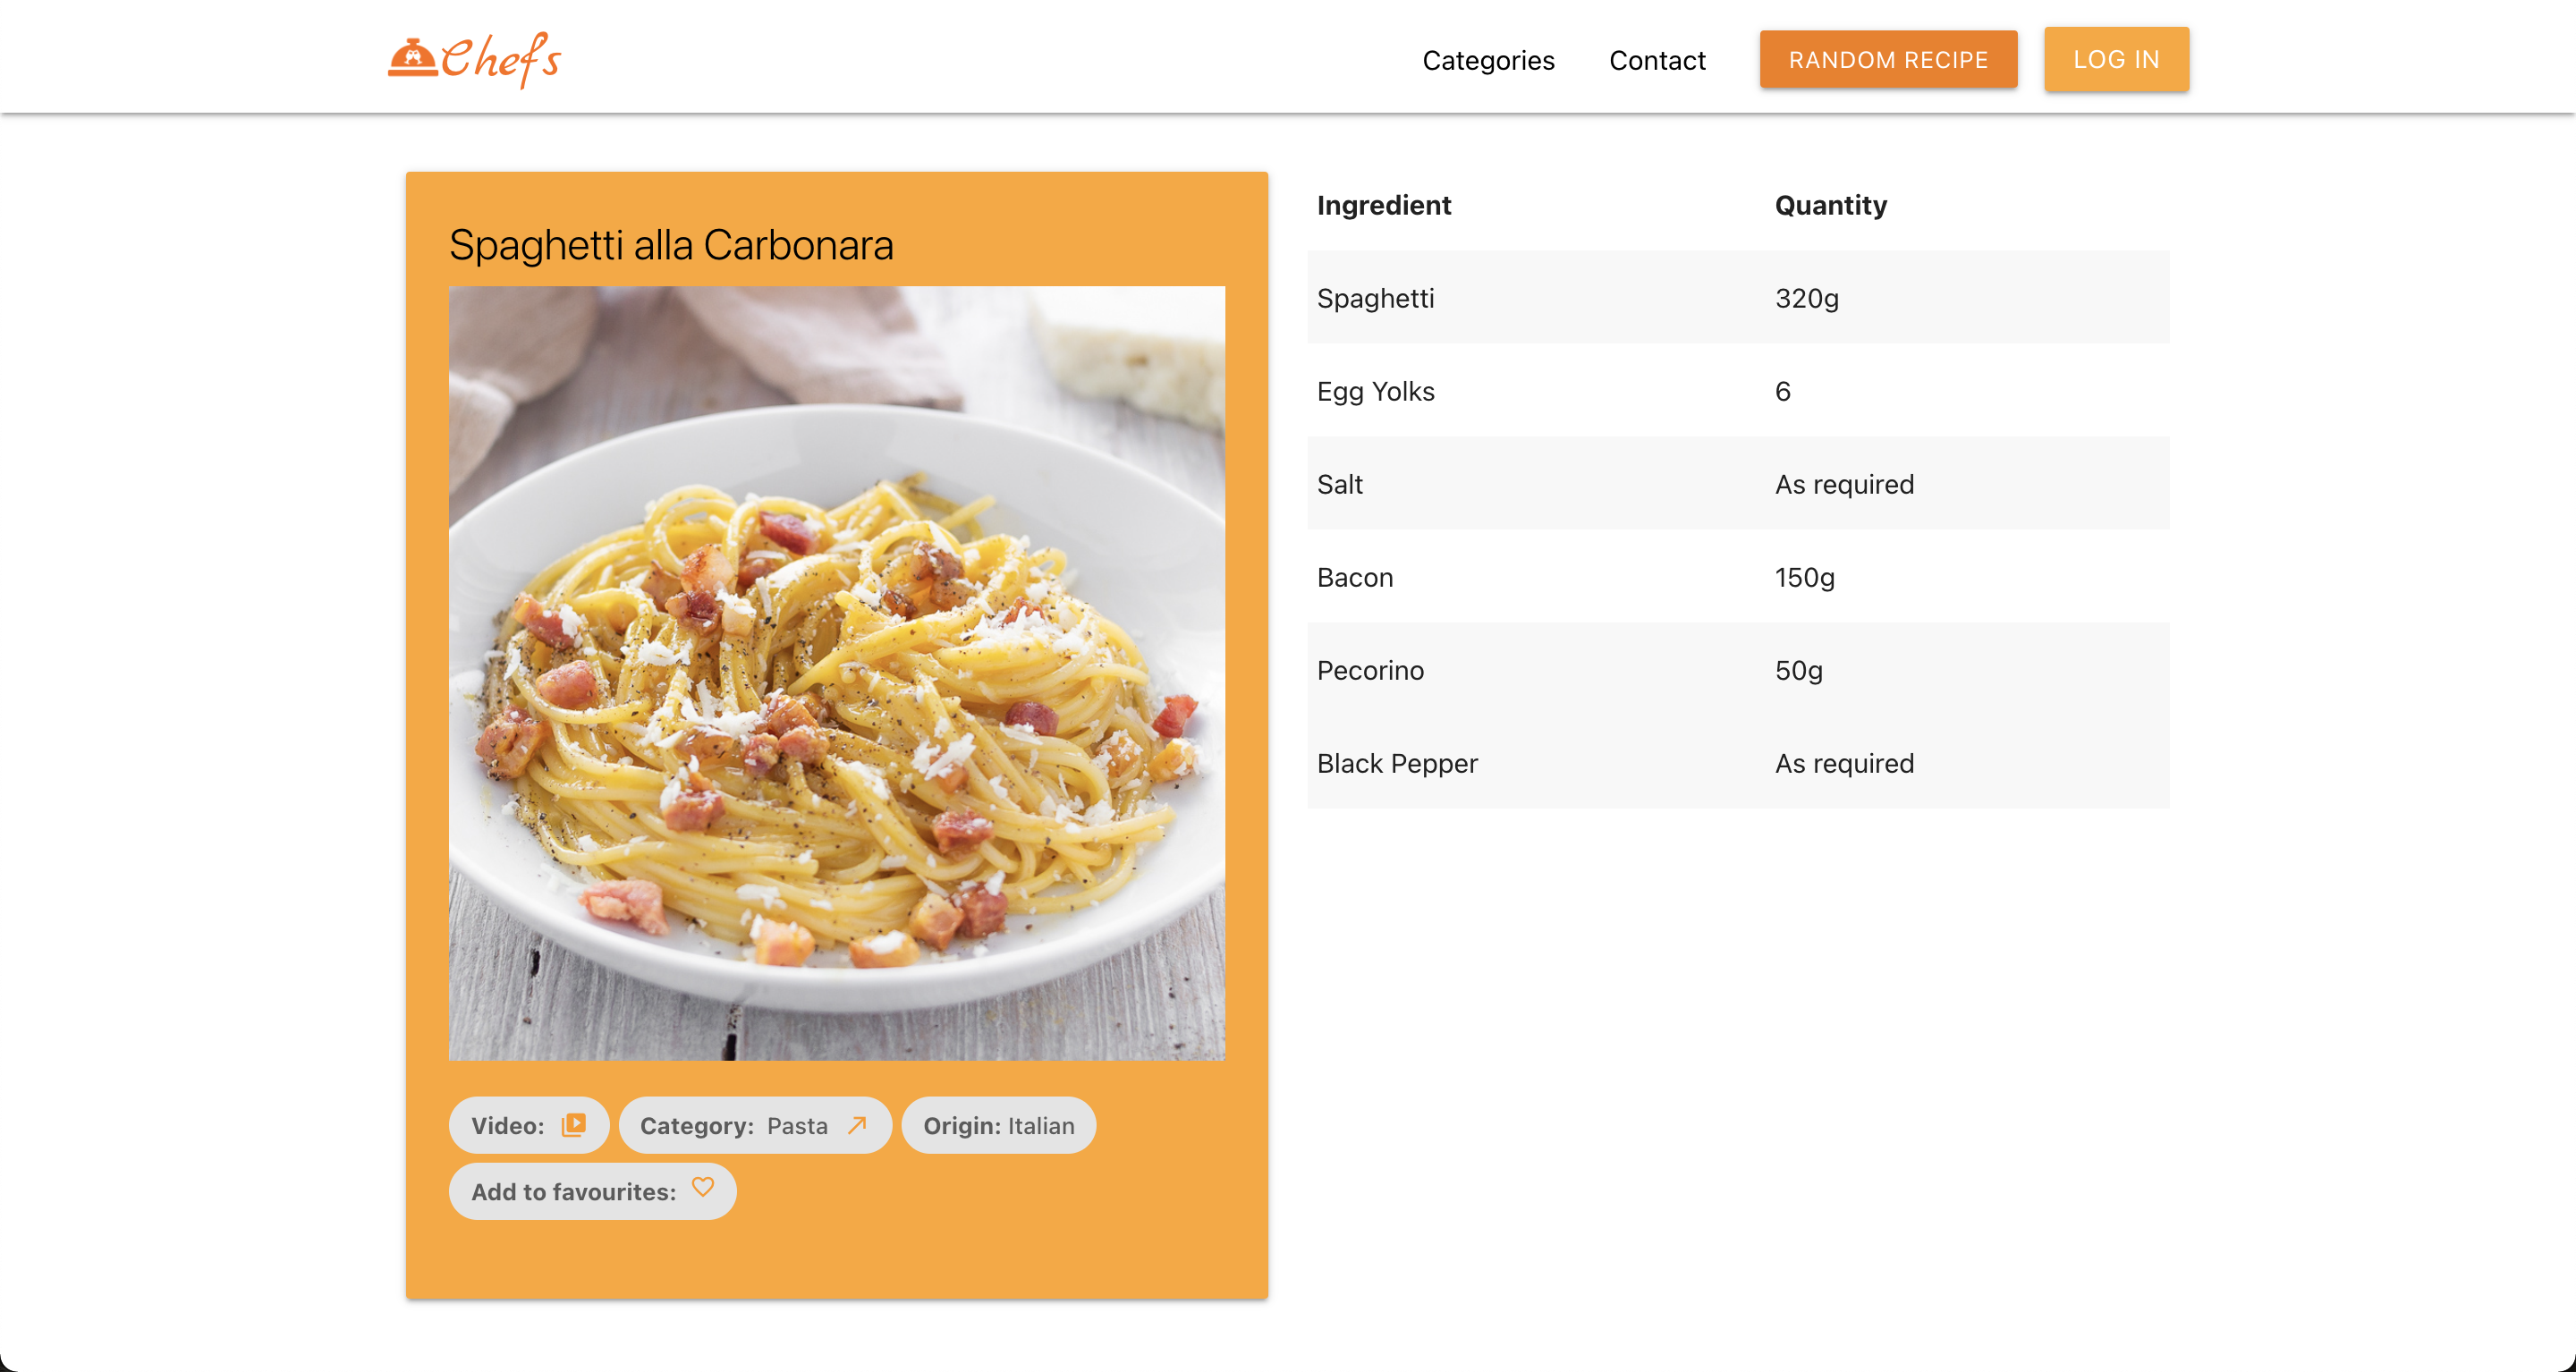 Chefs
Categories Contact RANDOM RECIPE LOG IN
Spaghetti alla Carbonara
Video: Category: Pasta Origin: Italian
Add to favourites:
Ingredient Quantity
Spaghetti 320g
Egg Yolks 6
Salt As required
Bacon 150g
Pecorino 50g
Black Pepper As required